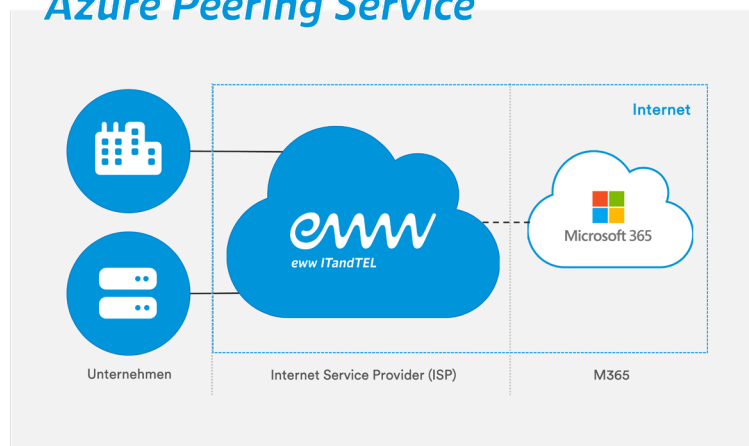 Azure Peering Service
Internet
Microsoft 365
eww
eww ITandTEL
Unternehmen
Internet Service Provider (ISP)
M365